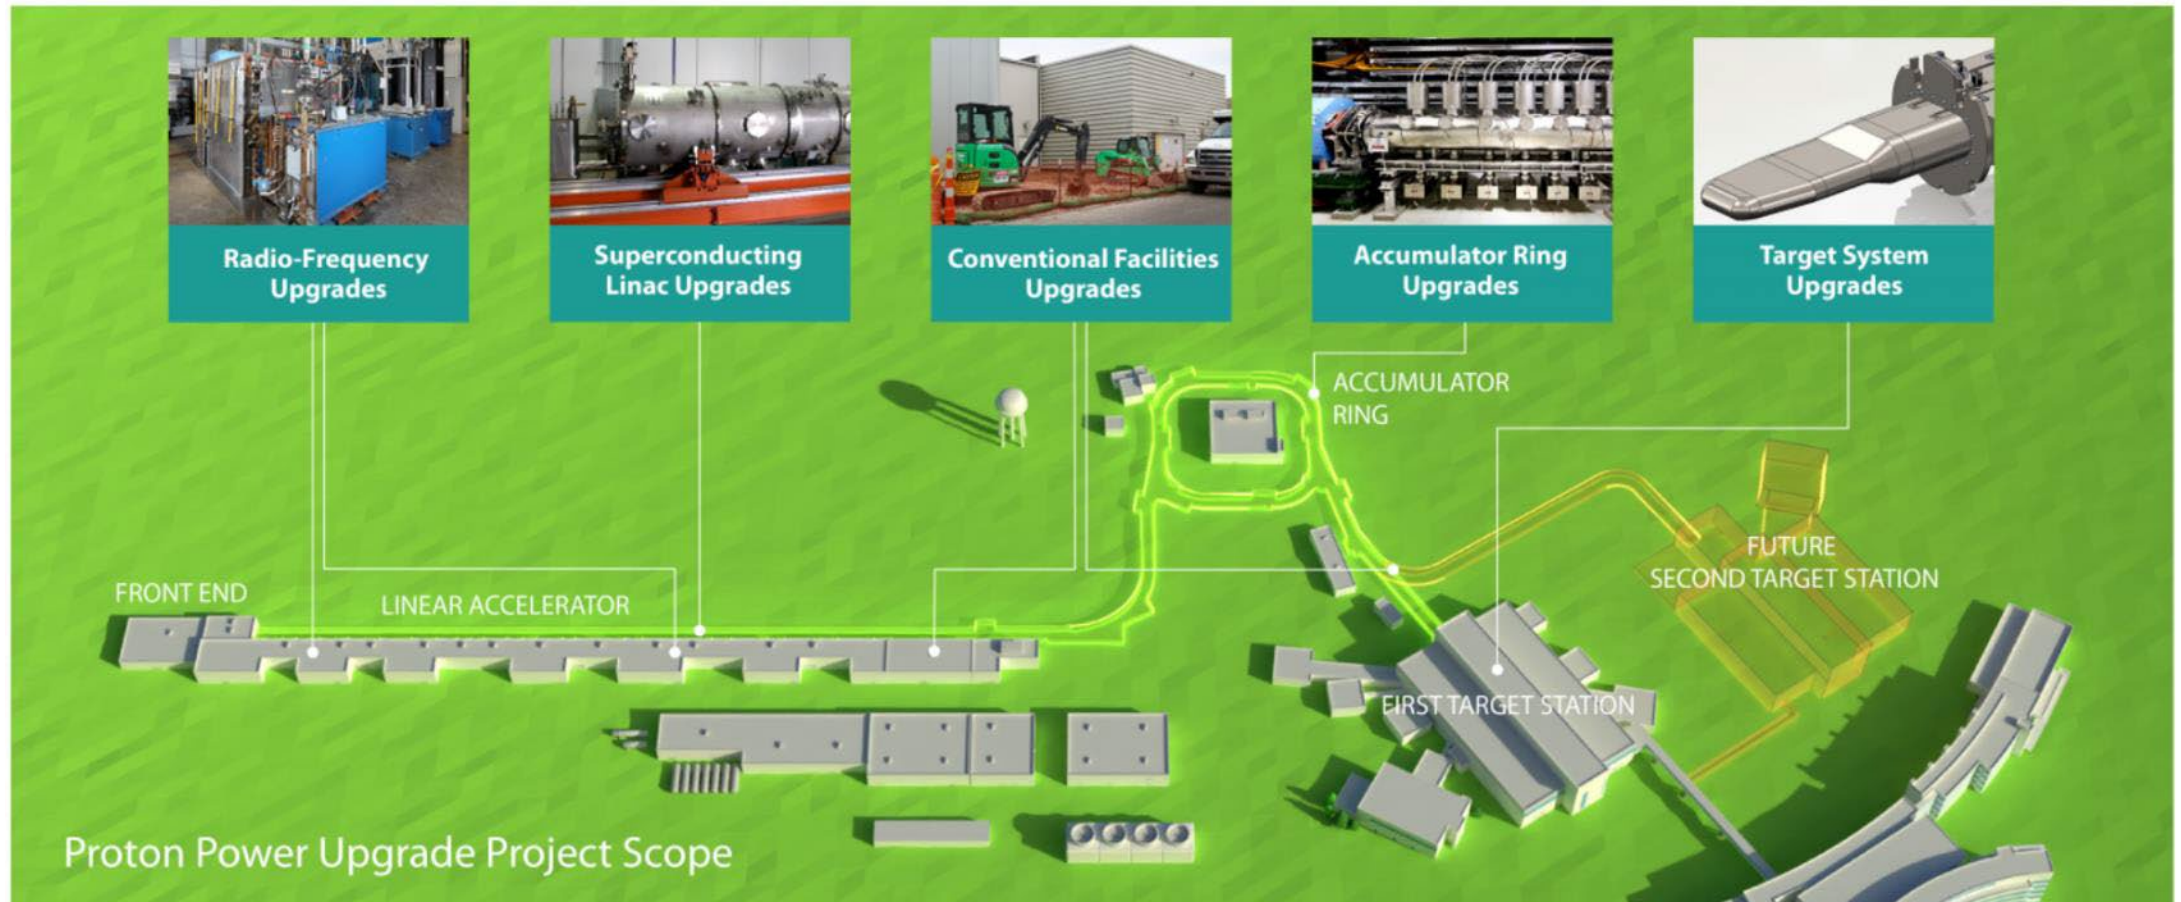 Radio-Frequency
Upgrades
Superconducting
Linac Upgrades
Conventional Facilities
Upgrades
Accumulator Ring
Upgrades
Target System
Upgrades
ACCUMULATOR
RING
FUTURE
SECOND TARGET STATION
FRONT END
LINEAR ACCELERATOR
FIRST TARGET STATION
Proton Power Upgrade Project Scope